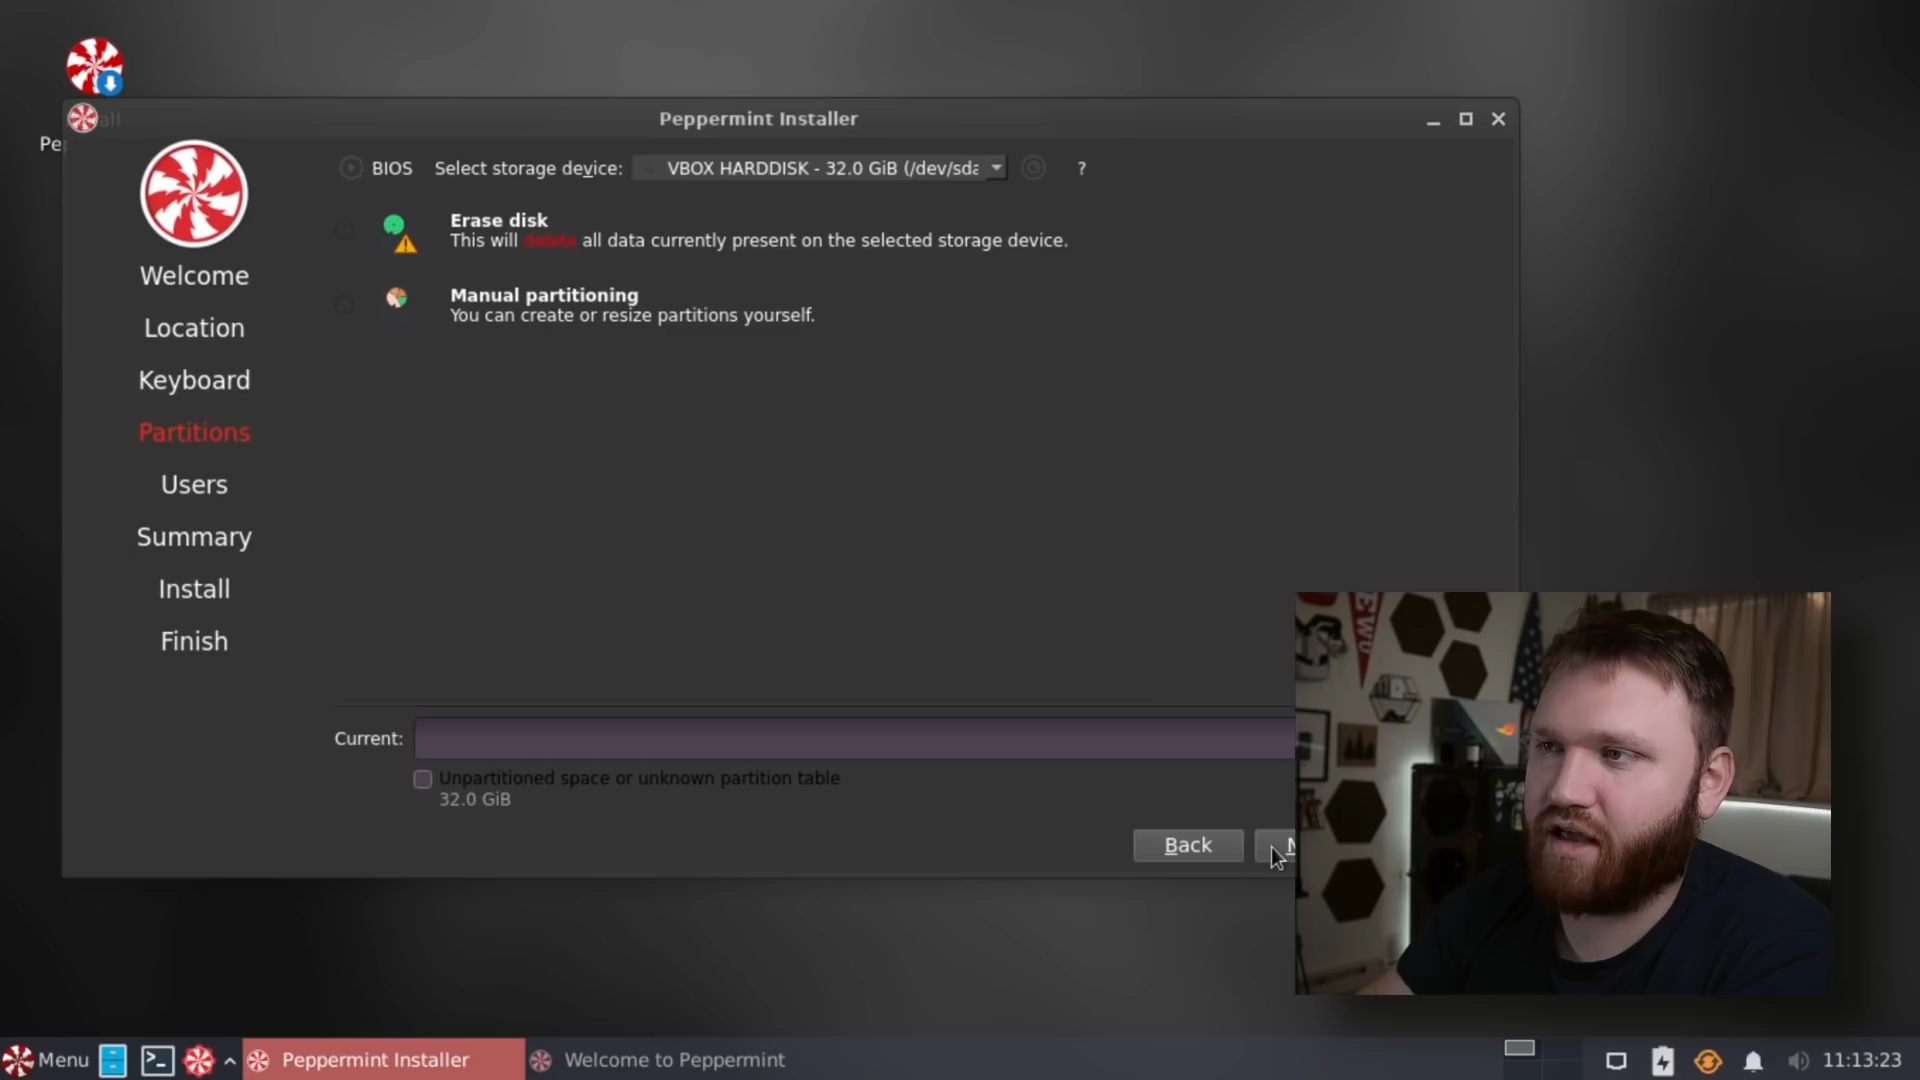 Pe
all
Peppermint Installer
BIOS Select storage device: VBOX HARDDISK - 32.0 GiB (/dev/sda ?
Erase disk
This will delete all data currently present on the selected storage device.
Manual partitioning
You can create or resize partitions yourself.
Welcome
Location
Keyboard
Partitions
Users
Summary
Install
Finish
Current:
Unpartitioned space or unknown partition table
32.0 GiB
Back
N
EWU
Menu
Peppermint Installer
Welcome to Peppermint
11:13:23